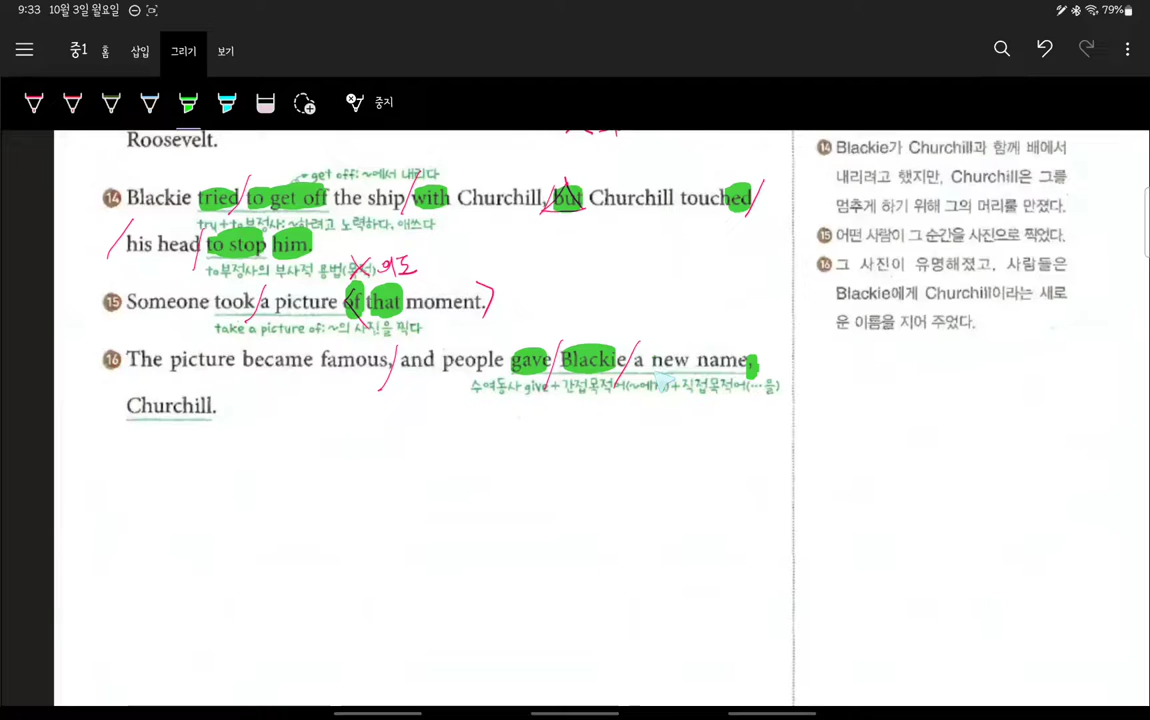 9:33 10월 3일 월요일 79%
중1 홈 삽입 그리기 보기
중지
Roosevelt.
get off: ~에서 내리다
⑭ Blackie tried to get off the ship with Churchill, but Churchill touched
try+to부정사: ~하려고 노력하다, 애쓰다
his head to stop him.
to부정사의 부사적 용법(목적) 의도
⑮ Someone took a picture of that moment.
take a picture of: ~의 사진을 찍다
⑯ The picture became famous, and people gave Blackie a new name,
수여동사 give+간접목적어(~에게)+직접목적어(…을)
Churchill.
⑭ Blackie가 Churchill과 함께 배에서
내리려고 했지만, Churchill은 그를
멈추게 하기 위해 그의 머리를 만졌다.
⑮ 어떤 사람이 그 순간을 사진으로 찍었다.
⑯ 그 사진이 유명해졌고, 사람들은
Blackie에게 Churchill이라는 새로
운 이름을 지어 주었다.